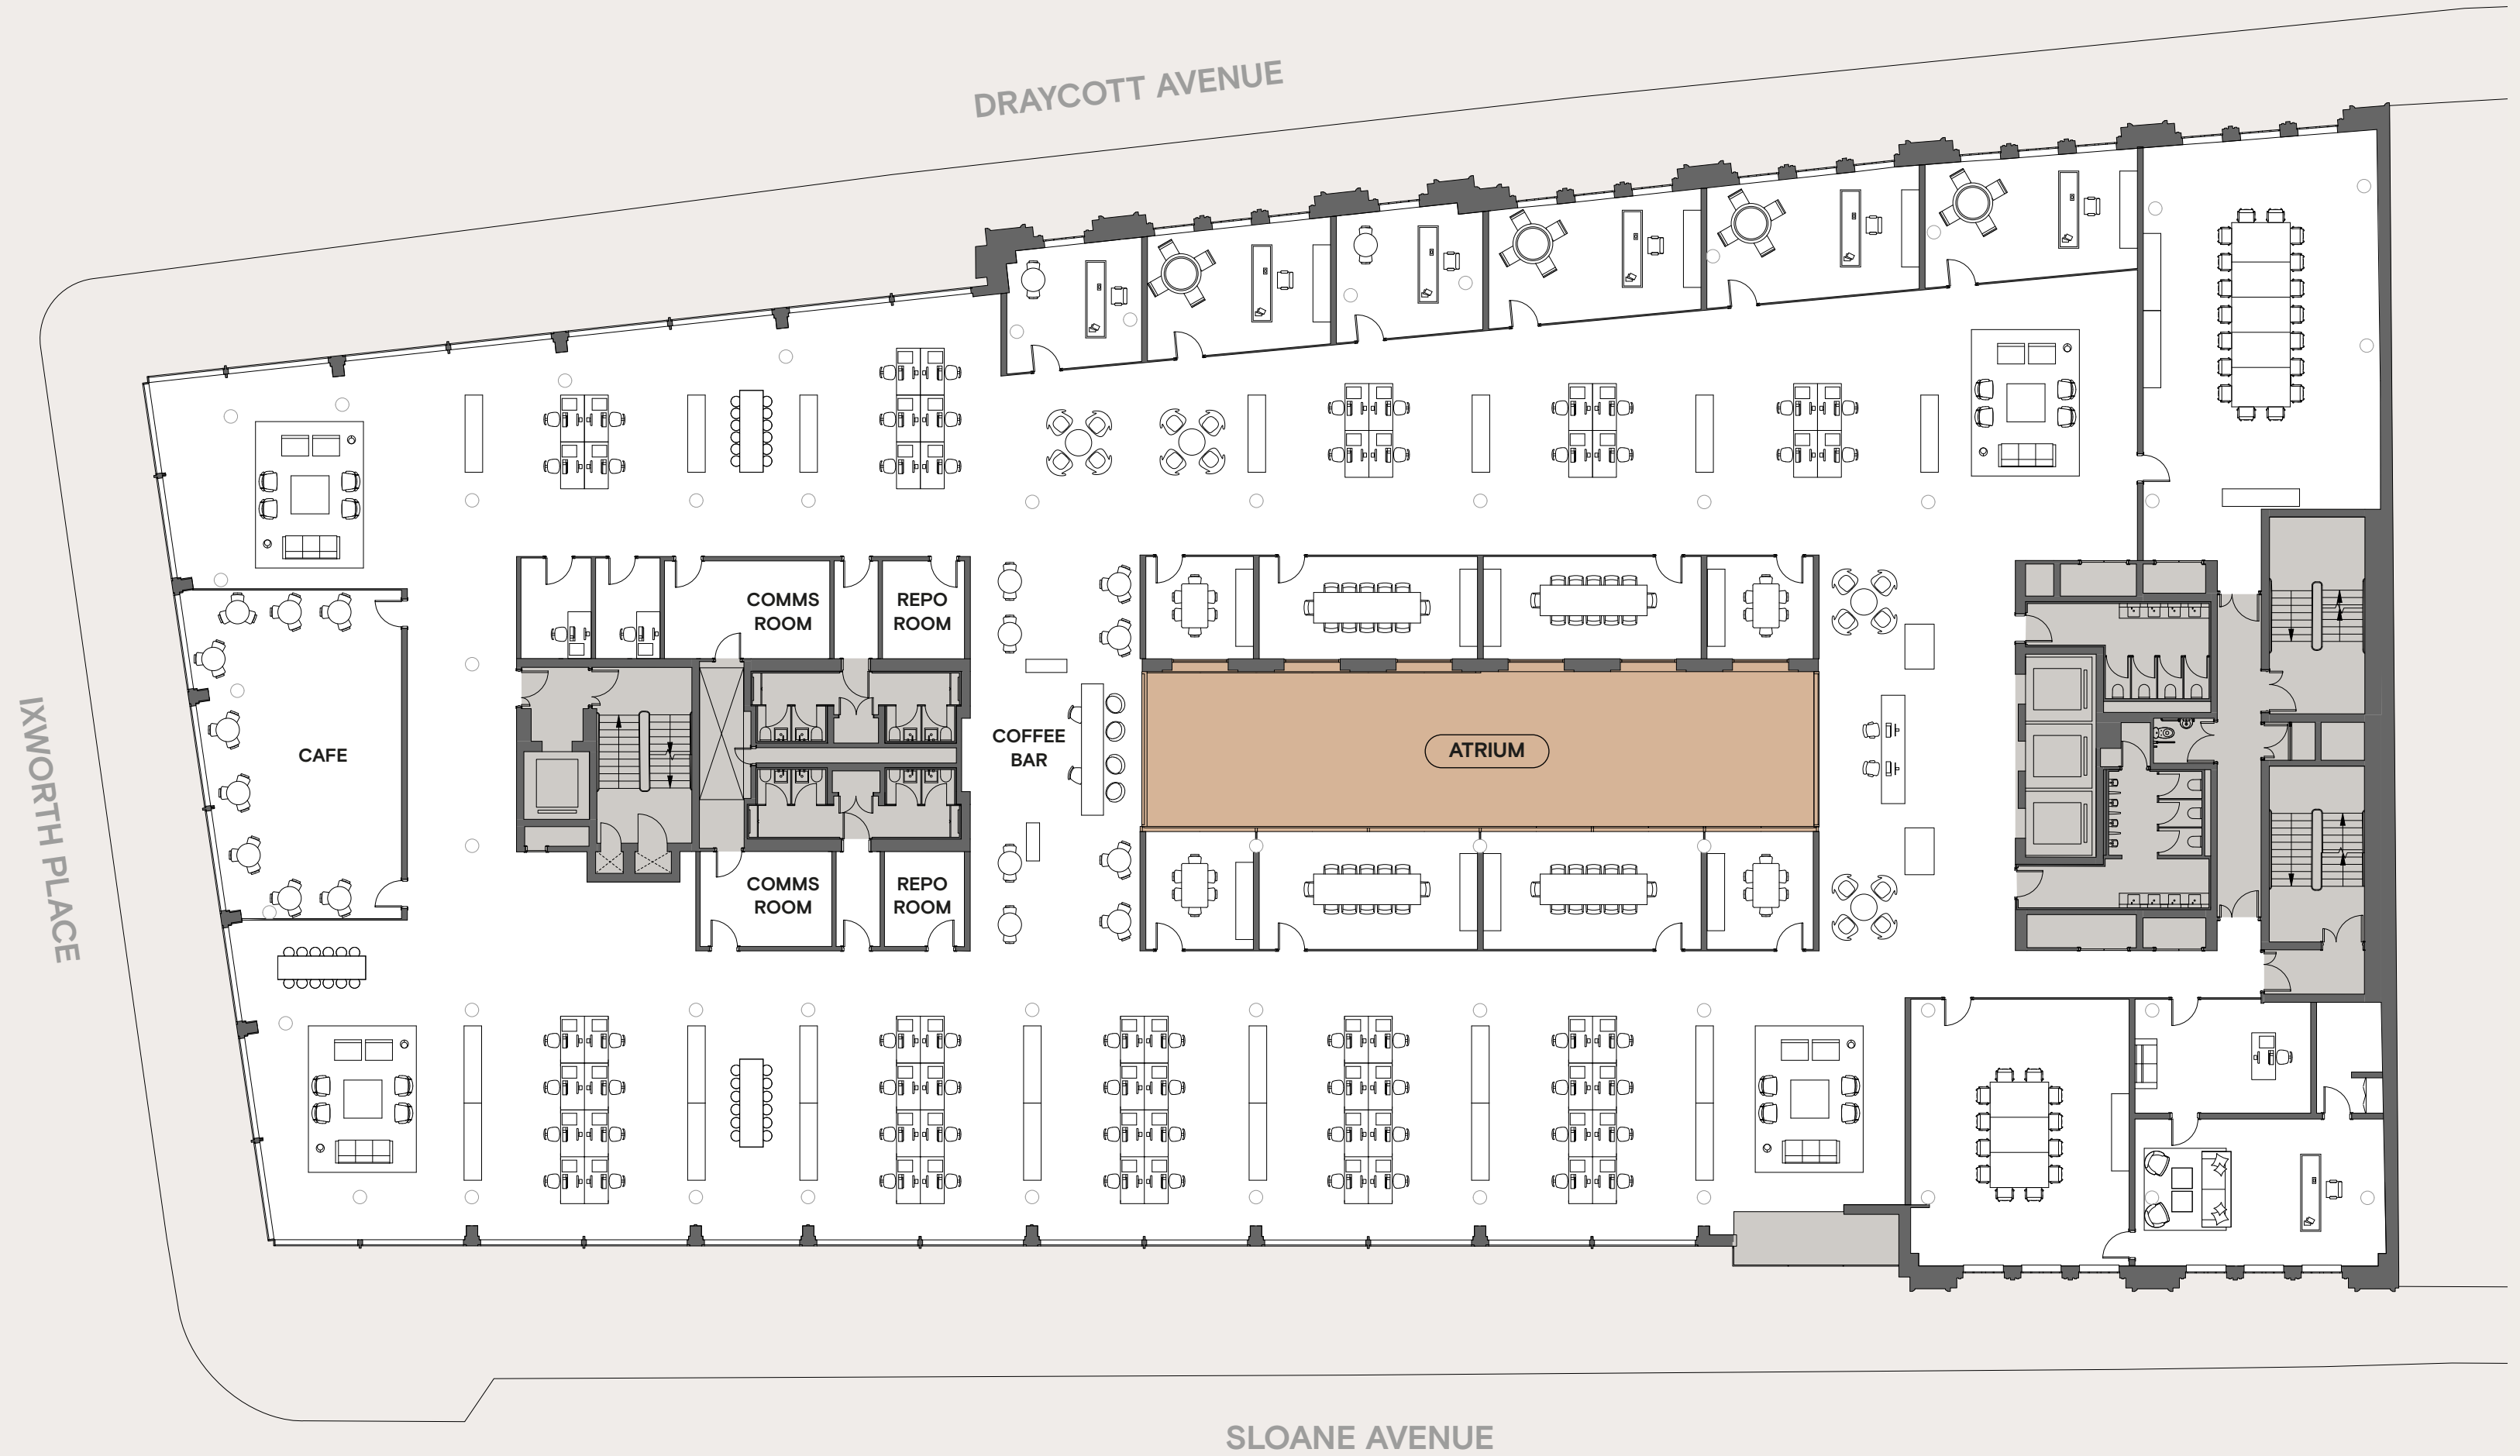 DRAYCOTT AVENUE
COMMS
ROOM
REPO
ROOM
IXWORTH PLACE
CAFE
COFFEE
BAR
ATRIUM
COMMS
ROOM
REPO
ROOM
SLOANE AVENUE